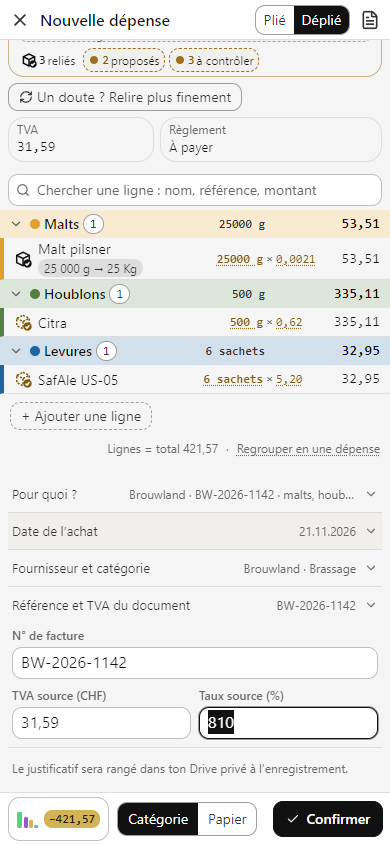 Nouvelle dépense
Plié Déplié
3 reliés 2 proposés 3 à contrôler
Un doute ? Relire plus finement
TVA
31,59
Règlement
À payer
Chercher une ligne : nom, référence, montant
Malts 1 25000 g 53,51
Malt pilsner 25000 g × 0,0021 53,51
25 000 g → 25 Kg
Houblons 1 500 g 335,11
Citra 500 g × 0,62 335,11
Levures 1 6 sachets 32,95
SafAle US-05 6 sachets × 5,20 32,95
+ Ajouter une ligne
Lignes = total 421,57 · Regrouper en une dépense
Pour quoi ? Brouwland · BW-2026-1142 · malts, houb…
Date de l'achat 21.11.2026
Fournisseur et catégorie Brouwland · Brassage
Référence et TVA du document BW-2026-1142
N° de facture
BW-2026-1142
TVA source (CHF) Taux source (%)
31,59 810
Le justificatif sera rangé dans ton Drive privé à l'enregistrement.
−421,57 Catégorie Papier Confirmer